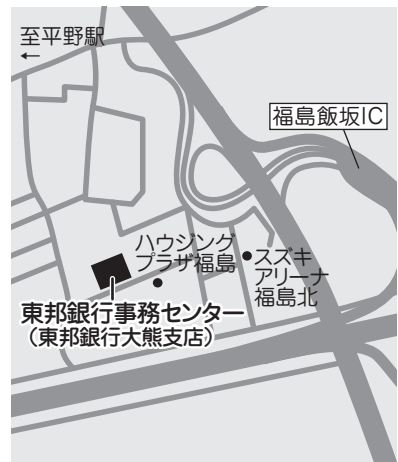 至平野駅
←
福島飯坂IC
ハウジング
プラザ福島
スズキ
アリーナ
福島北
東邦銀行事務センター
（東邦銀行大熊支店）